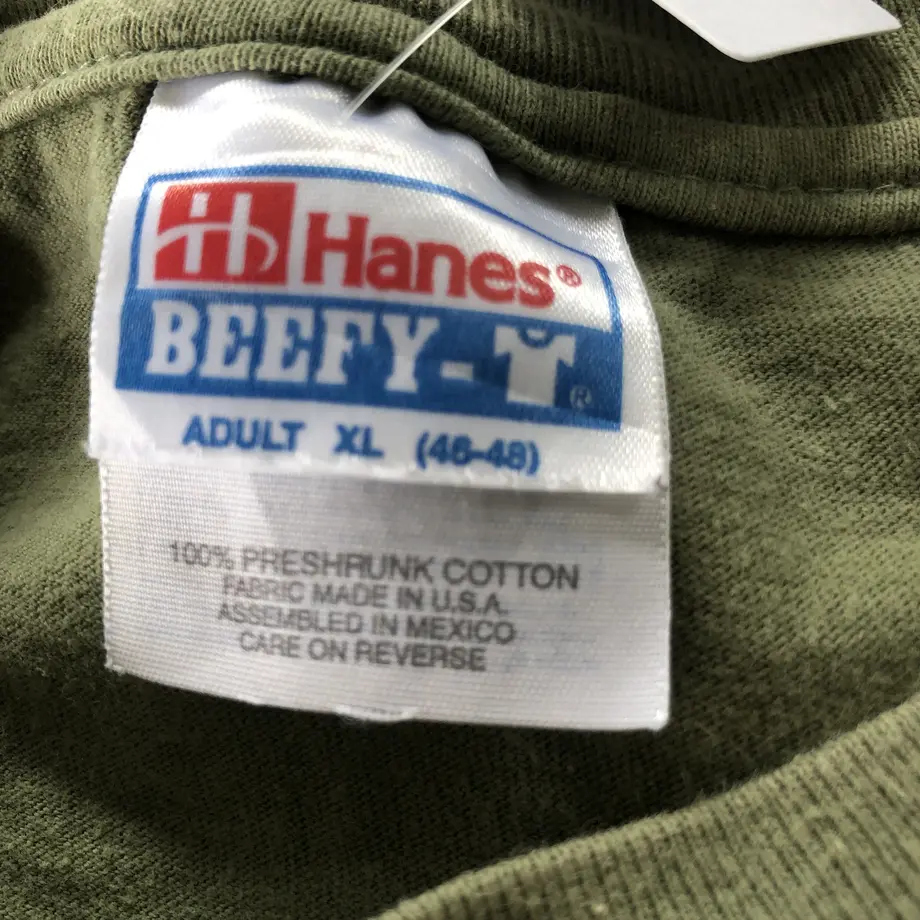 Hanes®
BEEFY-T®
ADULT XL (46-48)
100% PRESHRUNK COTTON
FABRIC MADE IN U.S.A.
ASSEMBLED IN MEXICO
CARE ON REVERSE